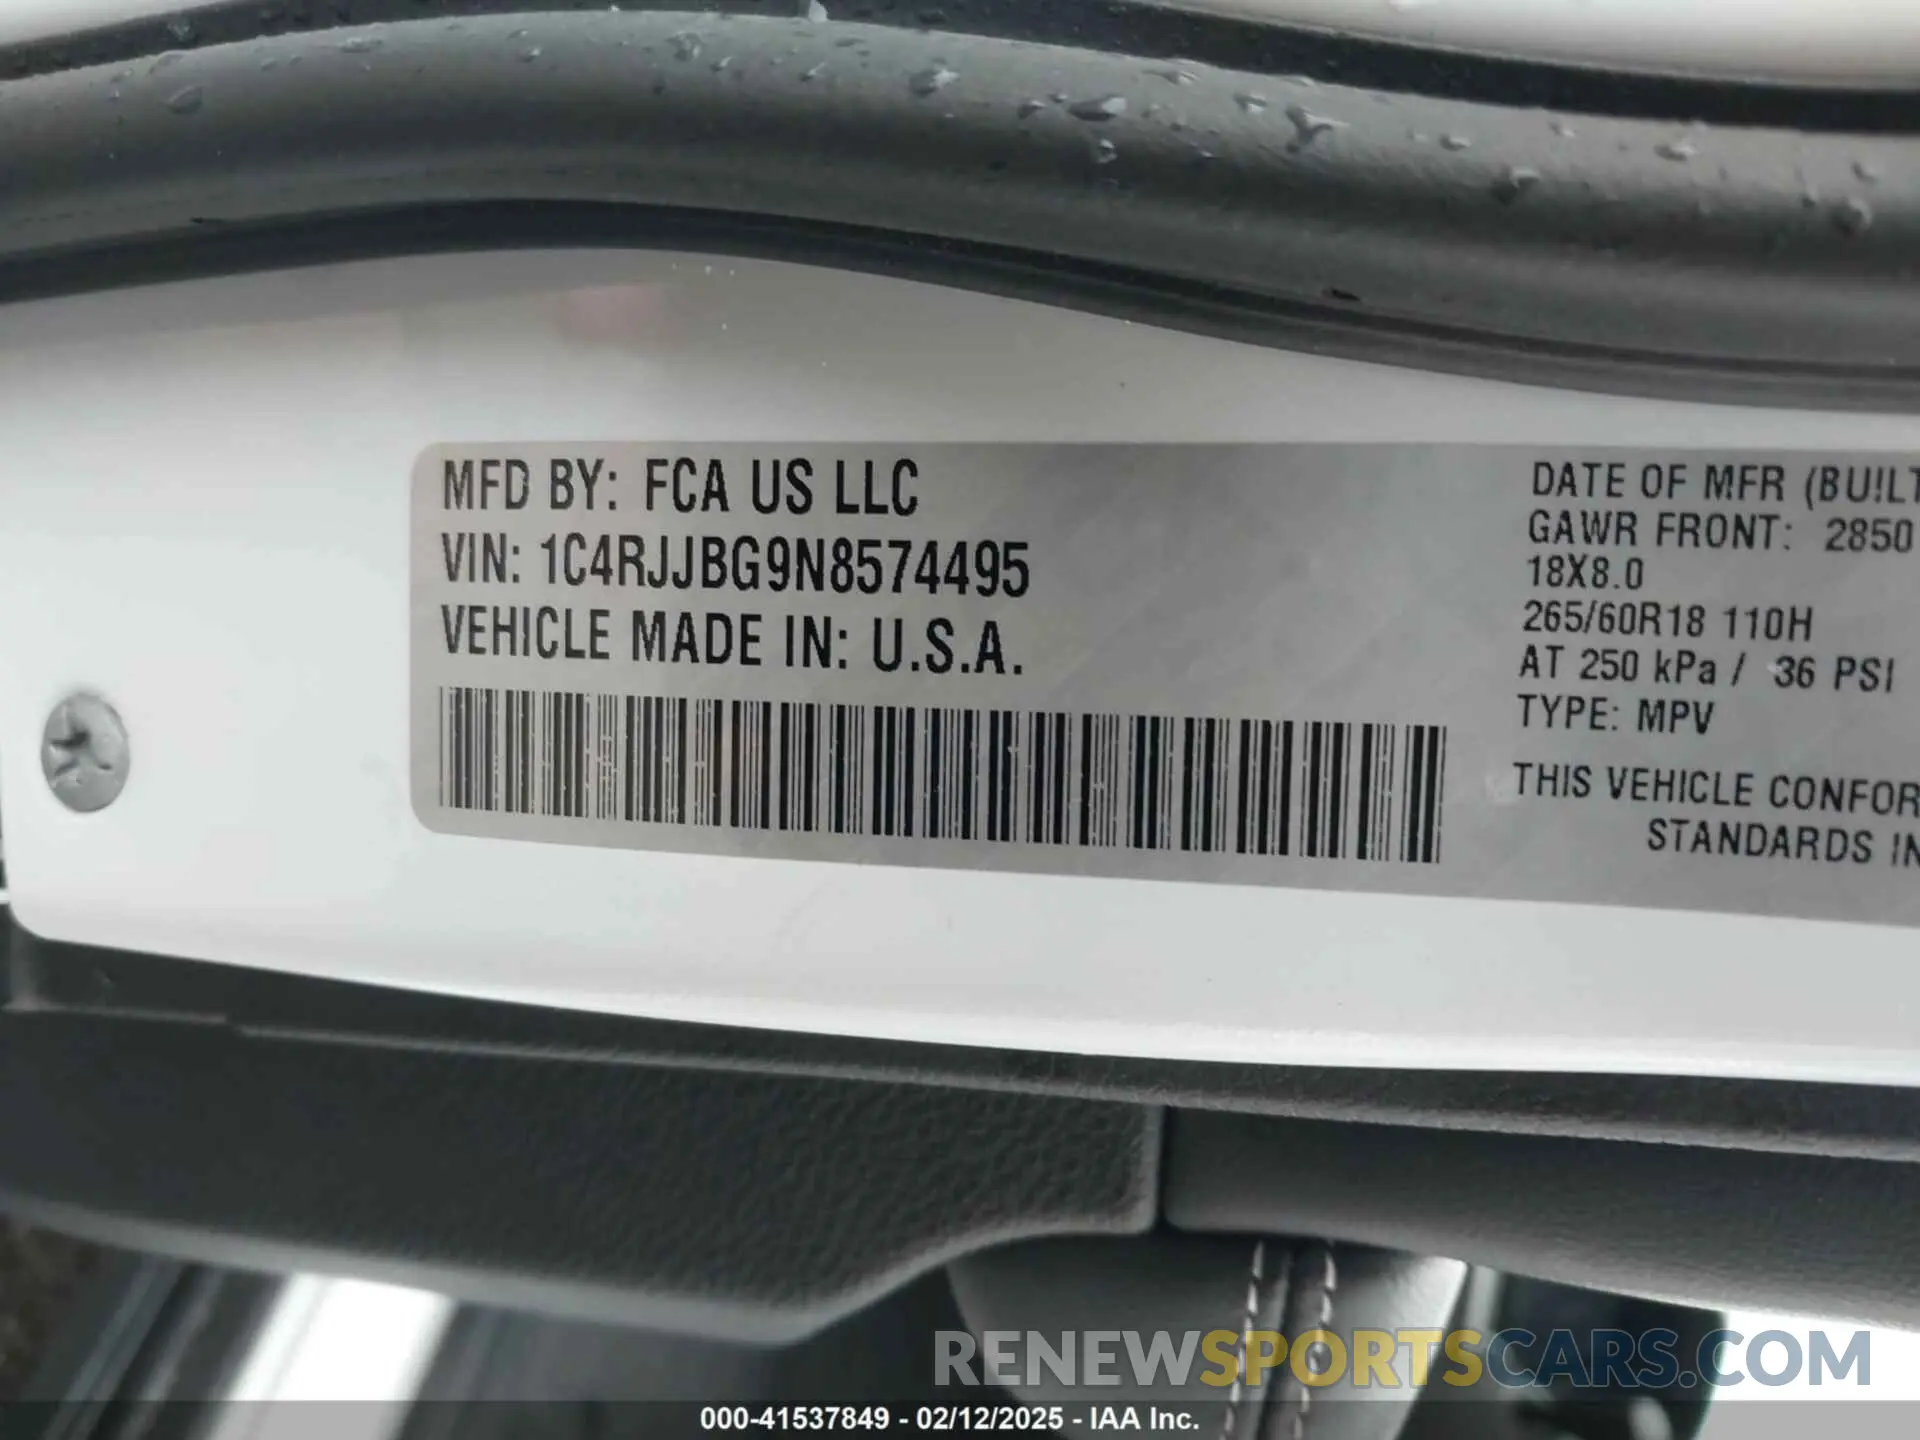 MFD BY: FCA US LLC
VIN: 1C4RJJBG9N8574495
VEHICLE MADE IN: U.S.A.
DATE OF MFR (BUILT
GAWR FRONT: 2850
18X8.0
265/60R18 110H
AT 250 kPa / 36 PSI
TYPE: MPV
THIS VEHICLE CONFOR
STANDARDS IN
RENEWSPORTSCARS.COM
000-41537849 - 02/12/2025 - IAA Inc.